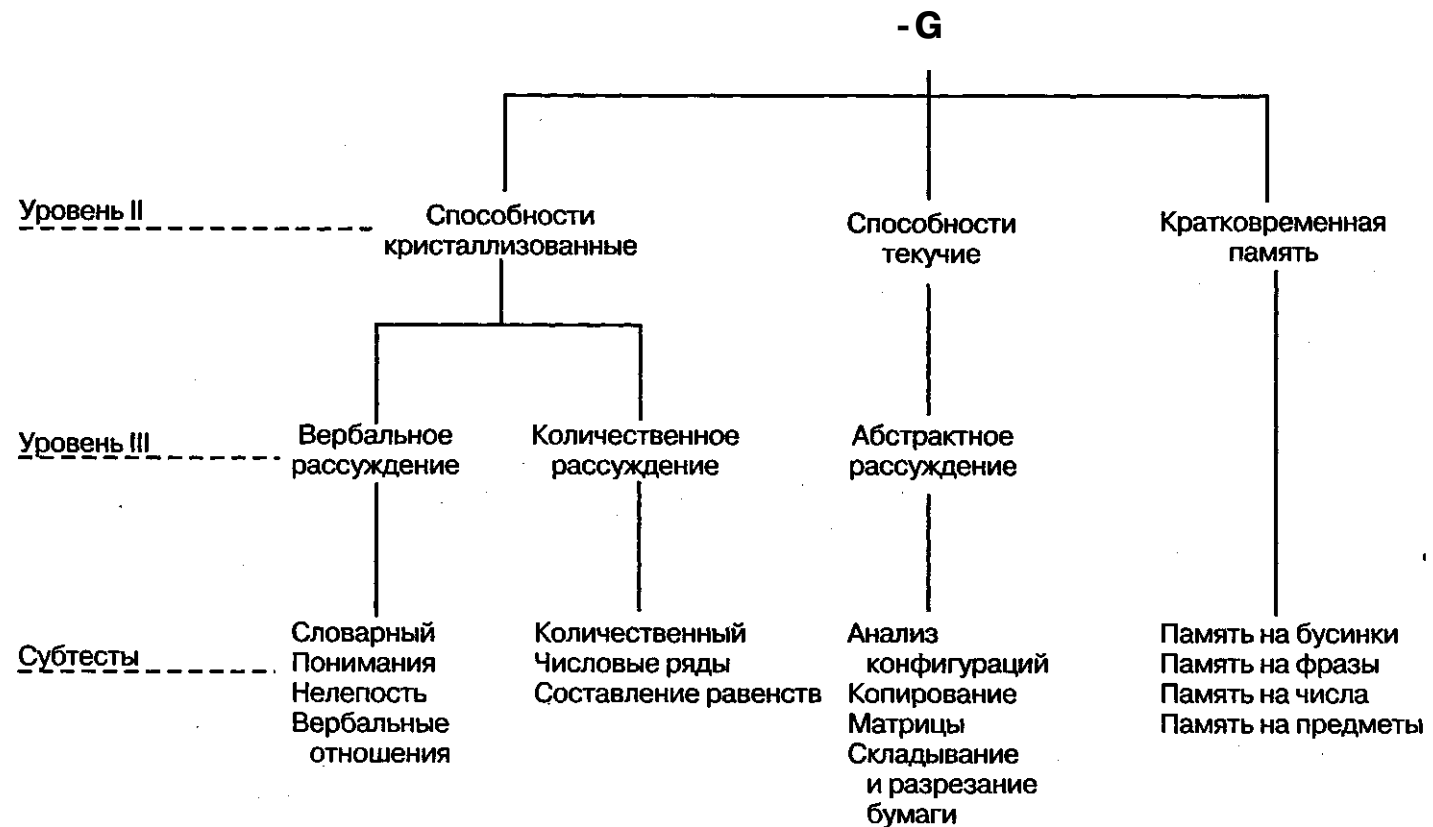 -G
Уровень II
Способности
кристаллизованные
Способности
текучие
Кратковременная
память
Уровень III
Вербальное
рассуждение
Количественное
рассуждение
Абстрактное
рассуждение
Субтесты
Словарный
Понимания
Нелепость
Вербальные
отношения
Количественный
Числовые ряды
Составление равенств
Анализ
конфигураций
Копирование
Матрицы
Складывание
и разрезание
бумаги
Память на бусинки
Память на фразы
Память на числа
Память на предметы